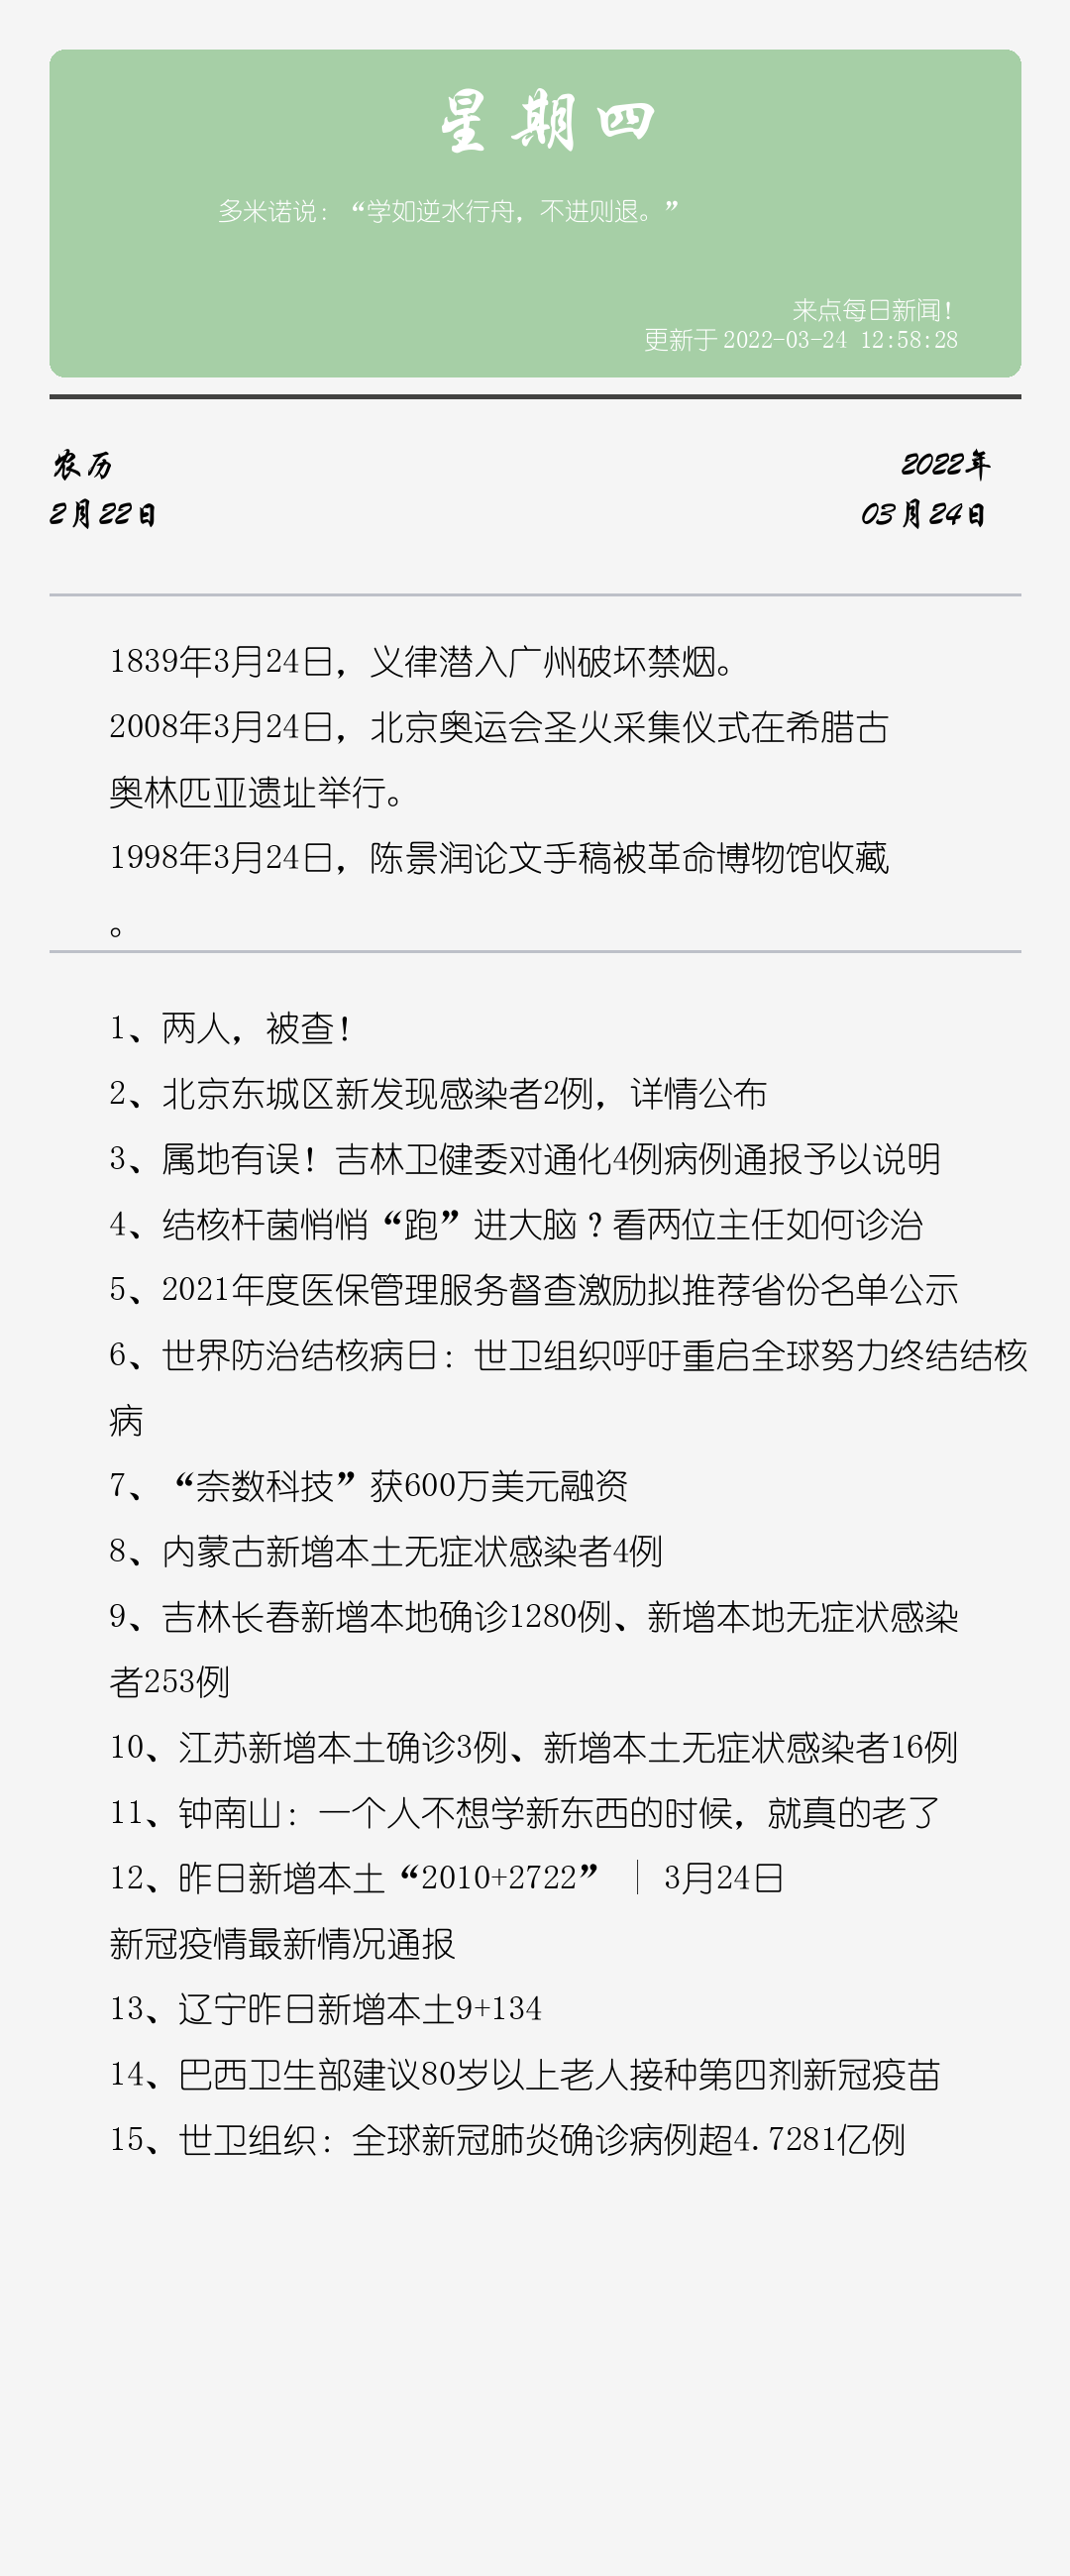 星期四
多米诺说：“学如逆水行舟，不进则退。”
来点每日新闻！
更新于 2022-03-24 12:58:28
农历
2022年
2月22日
03月24日
1839年3月24日，义律潜入广州破坏禁烟。
2008年3月24日，北京奥运会圣火采集仪式在希腊古
奥林匹亚遗址举行。
1998年3月24日，陈景润论文手稿被革命博物馆收藏
。
1、两人，被查！
2、北京东城区新发现感染者2例，详情公布
3、属地有误！吉林卫健委对通化4例病例通报予以说明
4、结核杆菌悄悄“跑”进大脑？看两位主任如何诊治
5、2021年度医保管理服务督查激励拟推荐省份名单公示
6、世界防治结核病日：世卫组织呼吁重启全球努力终结结核
病
7、“奈数科技”获600万美元融资
8、内蒙古新增本土无症状感染者4例
9、吉林长春新增本地确诊1280例、新增本地无症状感染
者253例
10、江苏新增本土确诊3例、新增本土无症状感染者16例
11、钟南山：一个人不想学新东西的时候，就真的老了
12、昨日新增本土“2010+2722”｜ 3月24日
新冠疫情最新情况通报
13、辽宁昨日新增本土9+134
14、巴西卫生部建议80岁以上老人接种第四剂新冠疫苗
15、世卫组织：全球新冠肺炎确诊病例超4.7281亿例